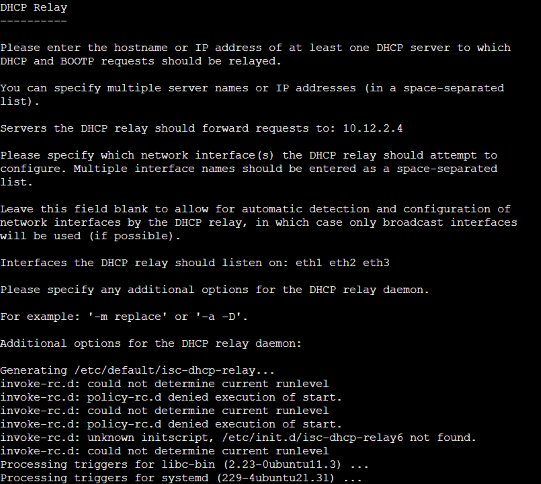 DHCP Relay
----------
Please enter the hostname or IP address of at least one DHCP server to which
DHCP and BOOTP requests should be relayed.
You can specify multiple server names or IP addresses (in a space-separated
list).
Servers the DHCP relay should forward requests to: 10.12.2.4
Please specify which network interface(s) the DHCP relay should attempt to
configure. Multiple interface names should be entered as a space-separated
list.
Leave this field blank to allow for automatic detection and configuration of
network interfaces by the DHCP relay, in which case only broadcast interfaces
will be used (if possible).
Interfaces the DHCP relay should listen on: eth1 eth2 eth3
Please specify any additional options for the DHCP relay daemon.
For example: '-m replace' or '-a -D'.
Additional options for the DHCP relay daemon:
Generating /etc/default/isc-dhcp-relay...
invoke-rc.d: could not determine current runlevel
invoke-rc.d: policy-rc.d denied execution of start.
invoke-rc.d: could not determine current runlevel
invoke-rc.d: policy-rc.d denied execution of start.
invoke-rc.d: unknown initscript, /etc/init.d/isc-dhcp-relay6 not found.
invoke-rc.d: could not determine current runlevel
Processing triggers for libc-bin (2.23-0ubuntu11.3) ...
Processing triggers for systemd (229-4ubuntu21.31) ...